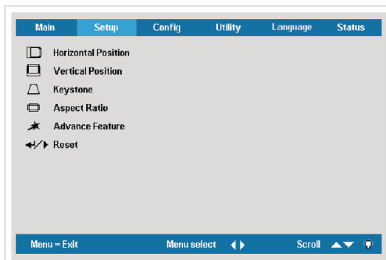 Main Setup Config Utility Language Status
Horizontal Position
Vertical Position
Keystone
Aspect Ratio
Advance Feature
Reset
Menu = Exit Menu select Scroll